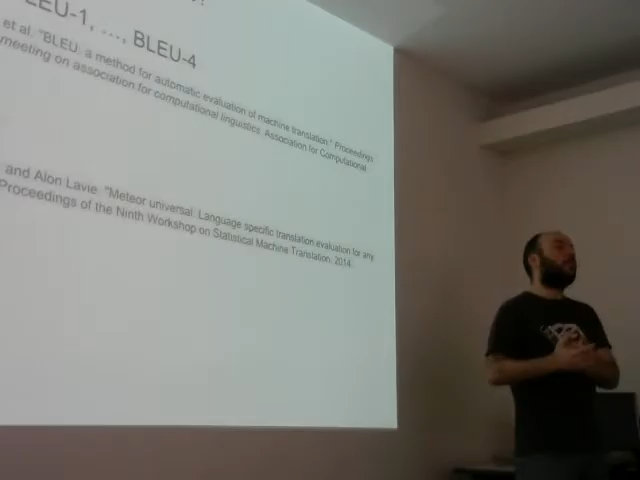 BLEU-1, ..., BLEU-4
et al. "BLEU: a method for automatic evaluation of machine translation." Proceedings
meeting on association for computational linguistics. Association for Computational
and Alon Lavie. "Meteor universal: Language specific translation evaluation for any
Proceedings of the Ninth Workshop on Statistical Machine Translation. 2014.